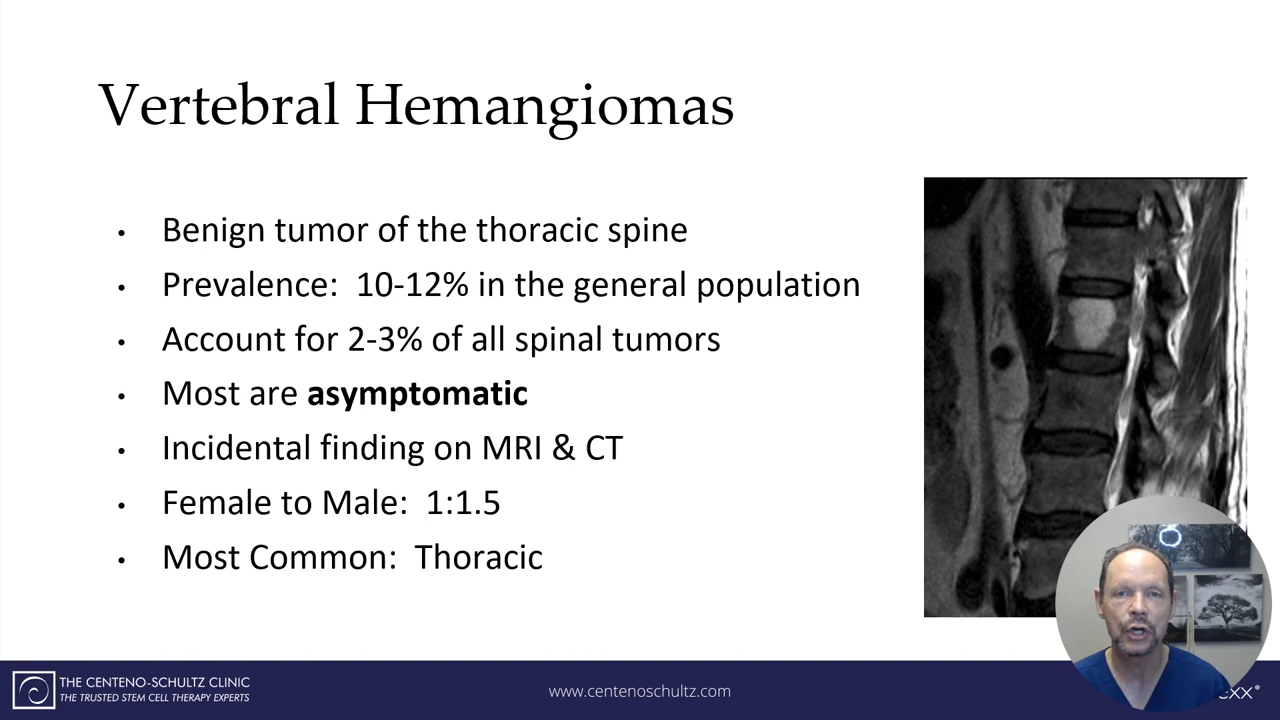 Vertebral Hemangiomas
• Benign tumor of the thoracic spine
• Prevalence: 10-12% in the general population
• Account for 2-3% of all spinal tumors
• Most are asymptomatic
• Incidental finding on MRI & CT
• Female to Male: 1:1.5
• Most Common: Thoracic
THE CENTENO-SCHULTZ CLINIC
THE TRUSTED STEM CELL THERAPY EXPERTS
www.centenoschultz.com